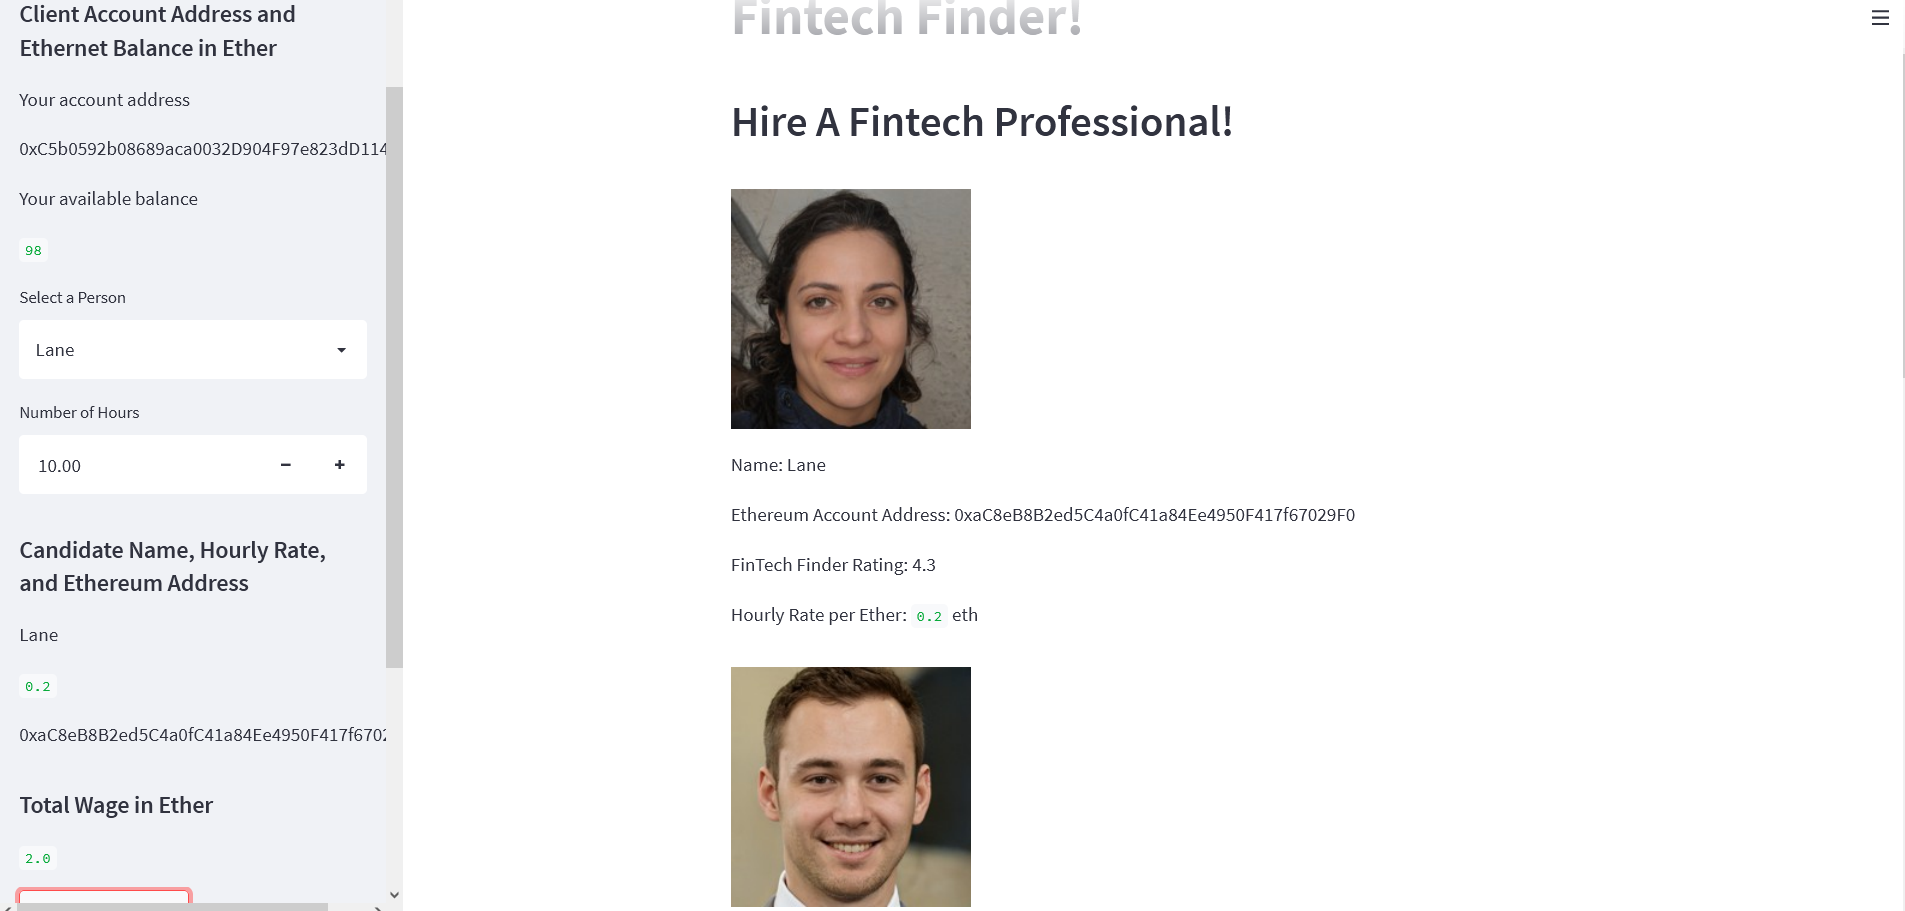 Client Account Address and
Ethernet Balance in Ether
Your account address
0xC5b0592b08689aca0032D904F97e823dD114
Your available balance
98
Select a Person
Lane
Number of Hours
10.00
Candidate Name, Hourly Rate,
and Ethereum Address
Lane
0.2
0xaC8eB8B2ed5C4a0fC41a84Ee4950F417f6702
Total Wage in Ether
2.0
Fintech Finder!
Hire A Fintech Professional!
Name: Lane
Ethereum Account Address: 0xaC8eB8B2ed5C4a0fC41a84Ee4950F417f67029F0
FinTech Finder Rating: 4.3
Hourly Rate per Ether: 0.2 eth